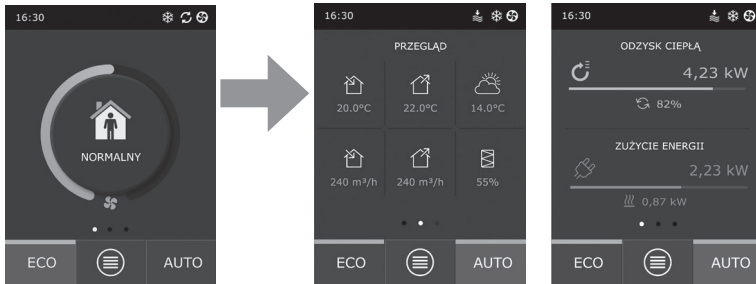 16:30
NORMALNY
ECO
AUTO
16:30
PRZEGLĄD
20.0°C 22.0°C 14.0°C
240 m³/h 240 m³/h 55%
ECO
AUTO
16:30
ODZYSK CIEPŁĄ
4,23 kW
82%
ZUŻYCIE ENERGII
2,23 kW
0,87 kW
ECO
AUTO